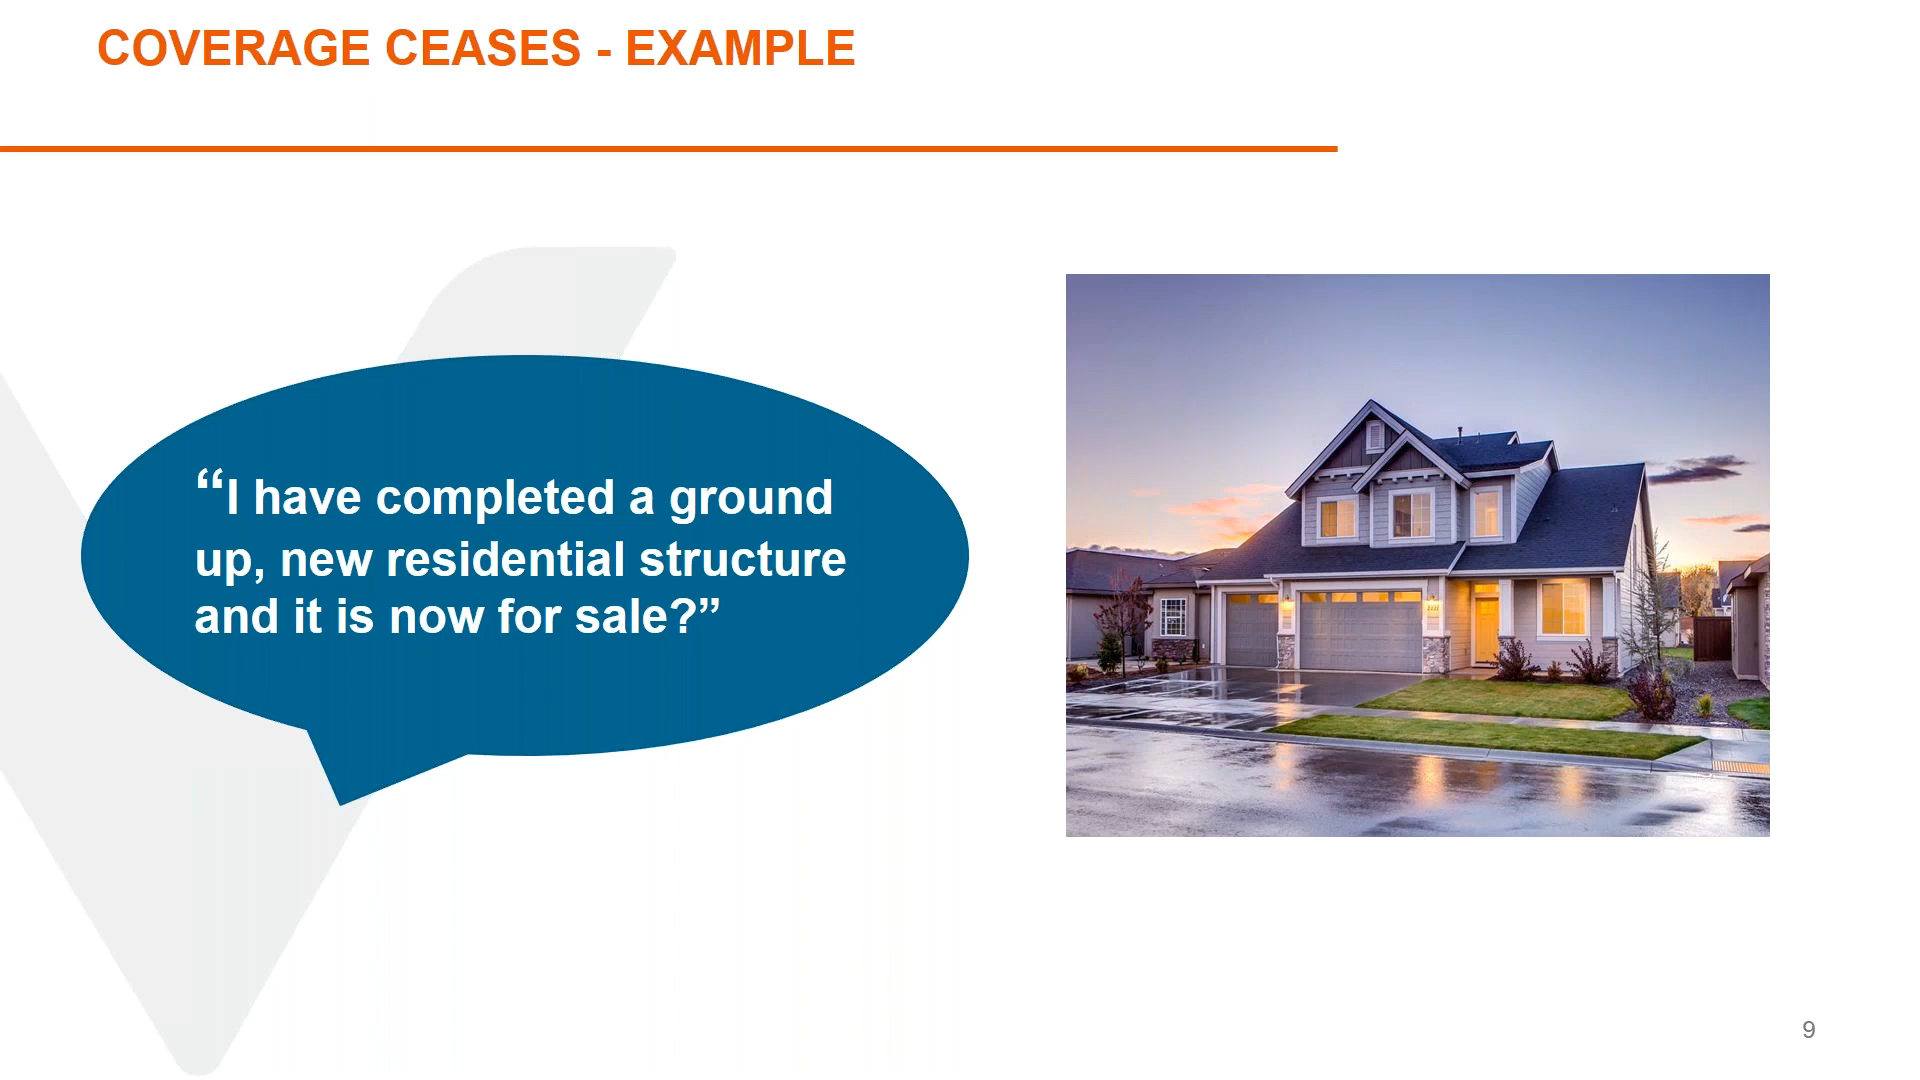 COVERAGE CEASES - EXAMPLE
“I have completed a ground
up, new residential structure
and it is now for sale?”
9